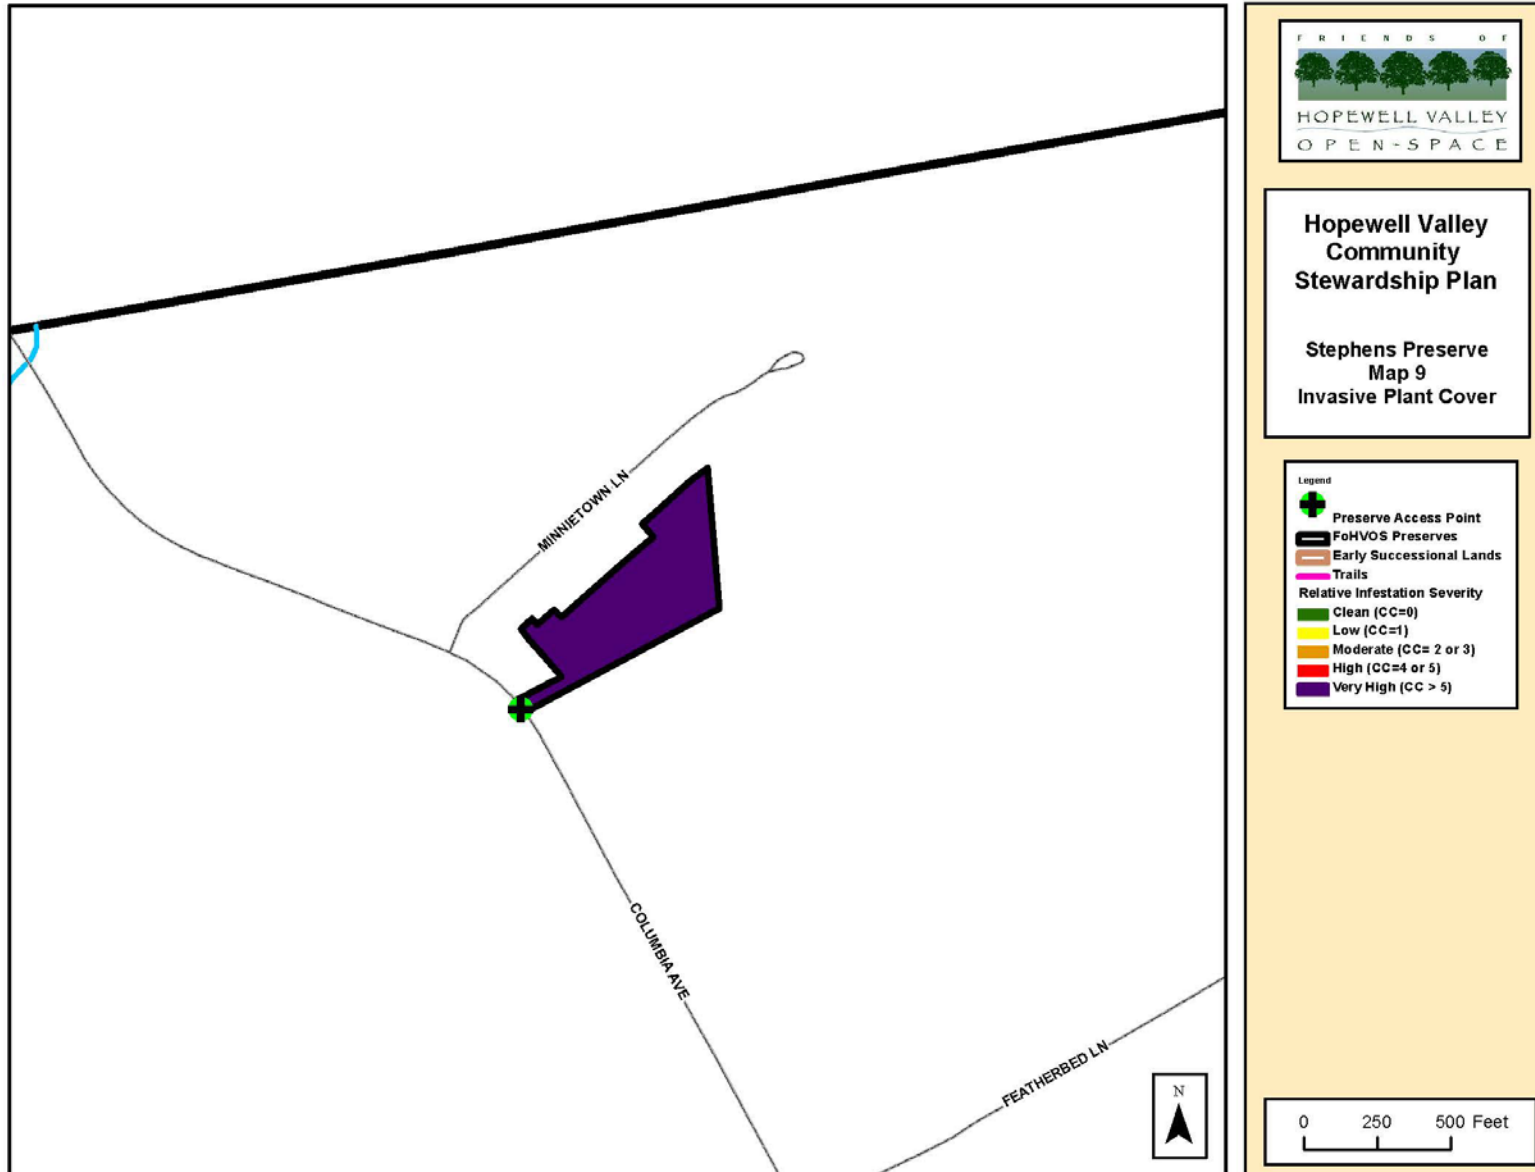 MINNIETOWN LN
COLUMBIA AVE
FEATHERBED LN
N
FRIENDS OF
HOPEWELL VALLEY
OPEN-SPACE
Hopewell Valley
Community
Stewardship Plan
Stephens Preserve
Map 9
Invasive Plant Cover
Legend
Preserve Access Point
FoHVOS Preserves
Early Successional Lands
Trails
Relative Infestation Severity
Clean (CC=0)
Low (CC=1)
Moderate (CC= 2 or 3)
High (CC=4 or 5)
Very High (CC > 5)
0 250 500 Feet